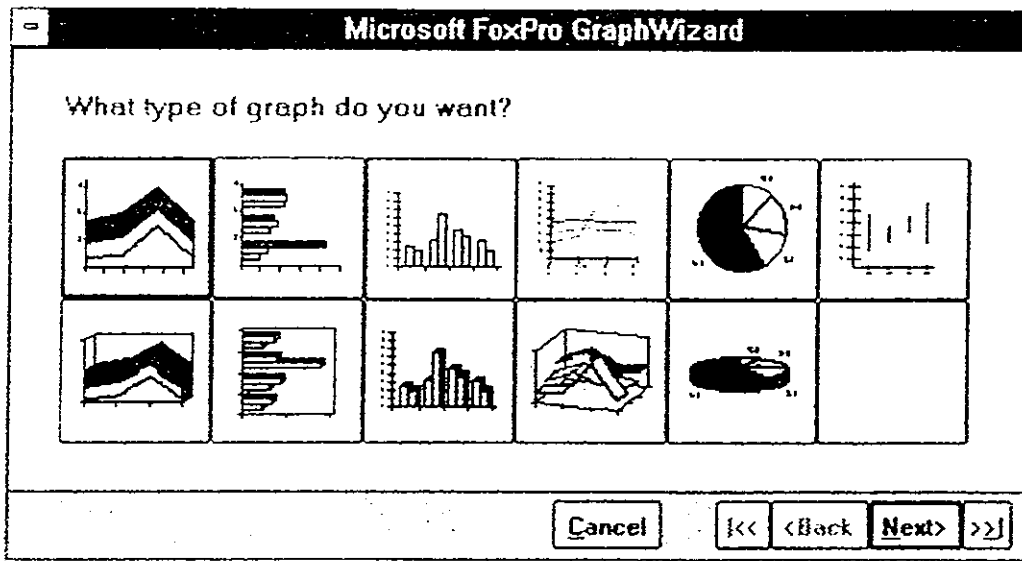 Microsoft FoxPro GraphWizard
What type of graph do you want?
Cancel
|<<
<Back
Next>
>>|